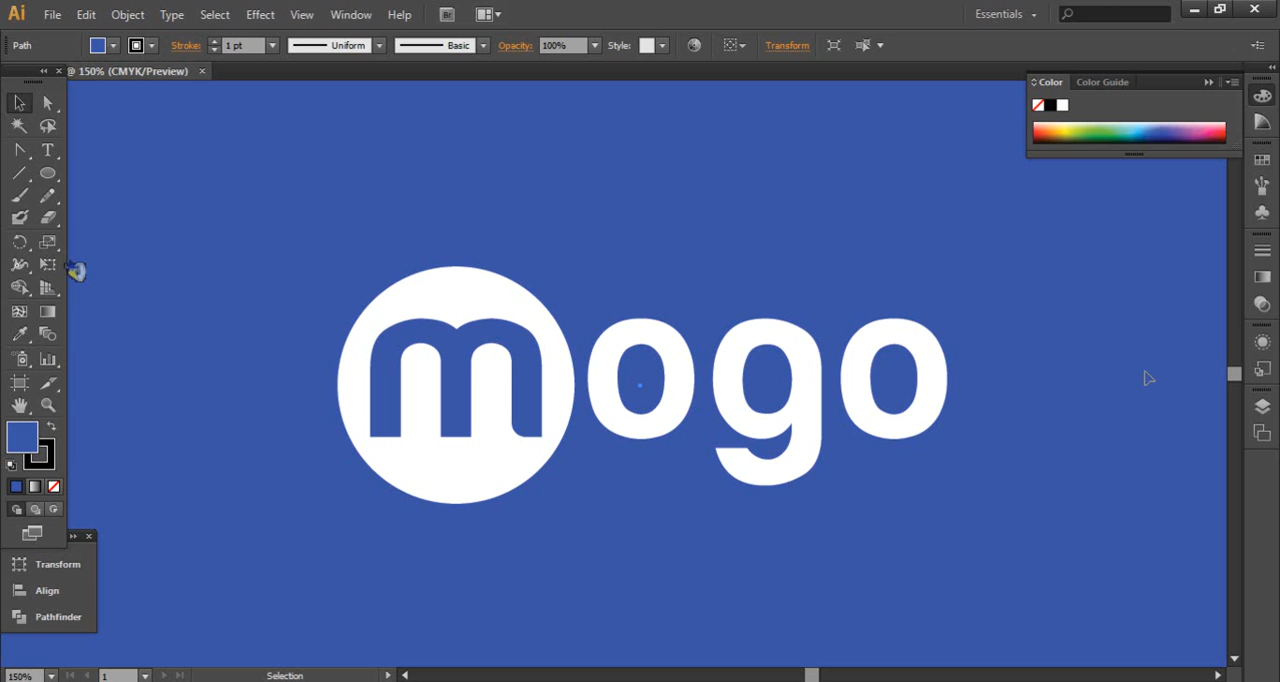 Ai File Edit Object Type Select Effect View Window Help Br Essentials
Path Stroke: 1 pt Uniform Basic Opacity: 100% Style: Transform
@ 150% (CMYK/Preview)
Color Color Guide
T
mogo
Transform
Align
Pathfinder
150% 1 Selection